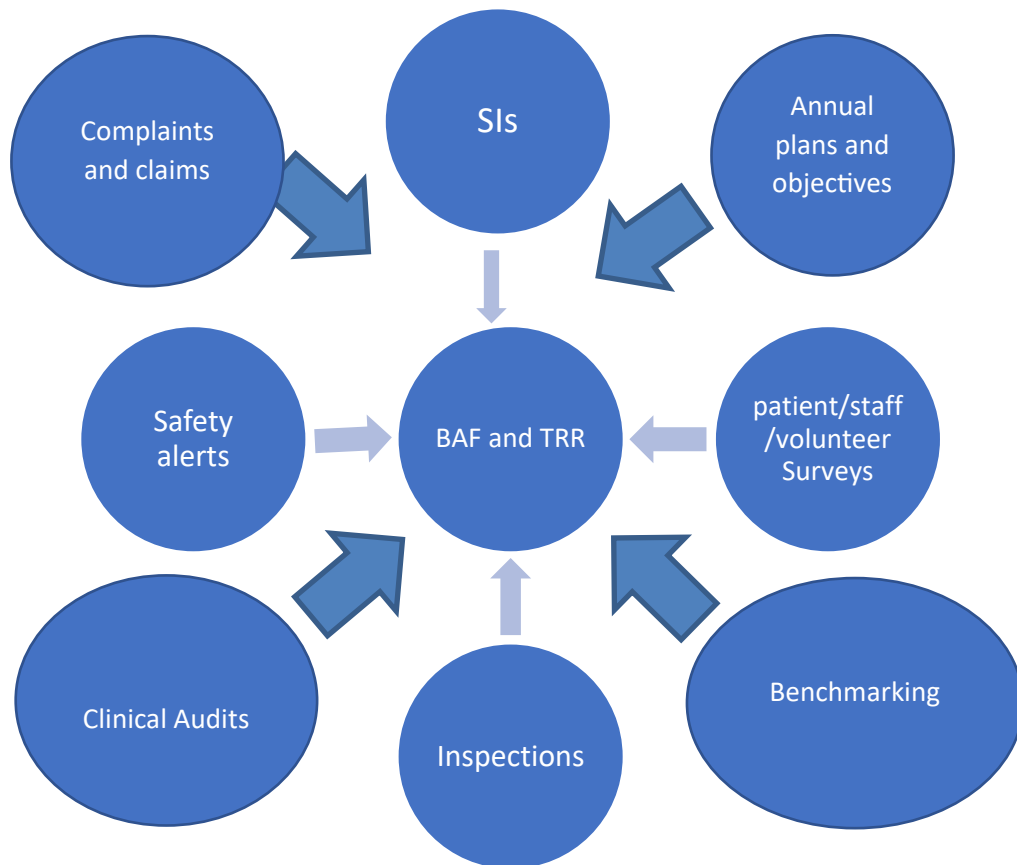 Complaints
and claims
SIs
Annual
plans and
objectives
Safety
alerts
BAF and TRR
patient/staff
/volunteer
Surveys
Clinical Audits
Inspections
Benchmarking